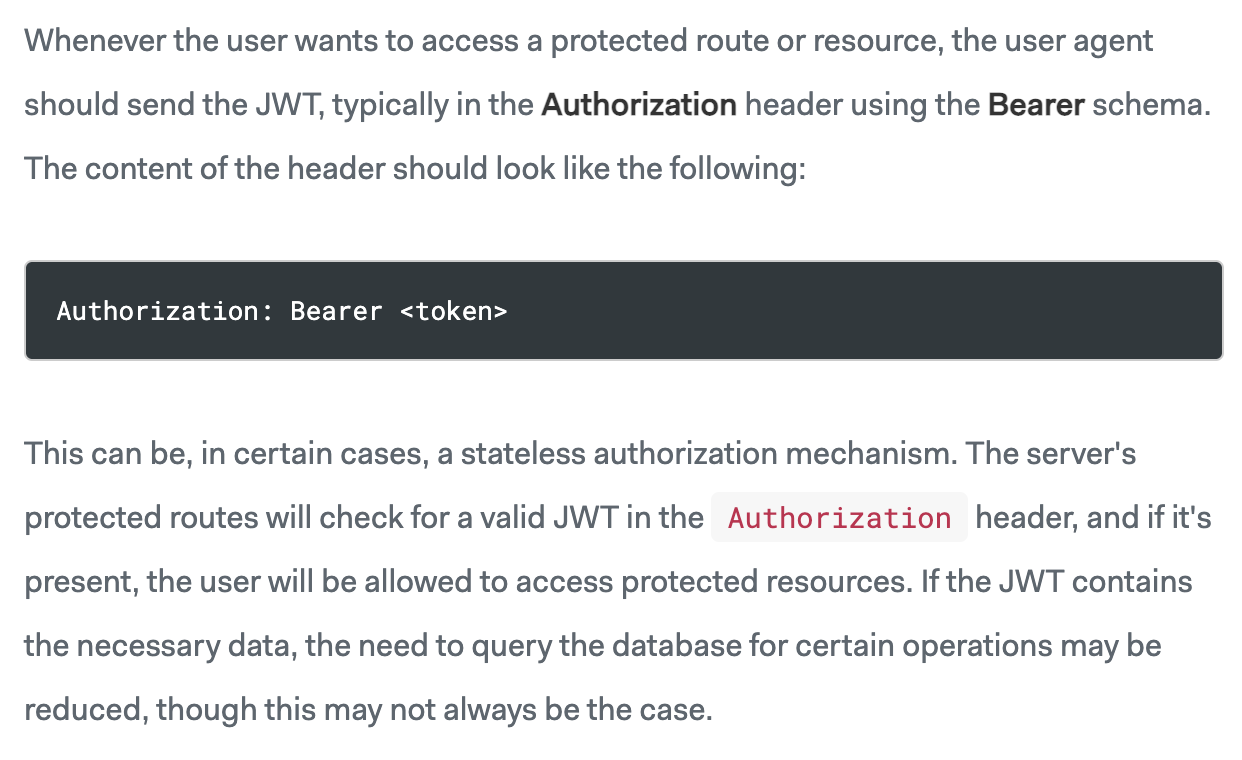 Whenever the user wants to access a protected route or resource, the user agent
should send the JWT, typically in the Authorization header using the Bearer schema.
The content of the header should look like the following:
Authorization: Bearer <token>
This can be, in certain cases, a stateless authorization mechanism. The server's
protected routes will check for a valid JWT in the Authorization header, and if it's
present, the user will be allowed to access protected resources. If the JWT contains
the necessary data, the need to query the database for certain operations may be
reduced, though this may not always be the case.